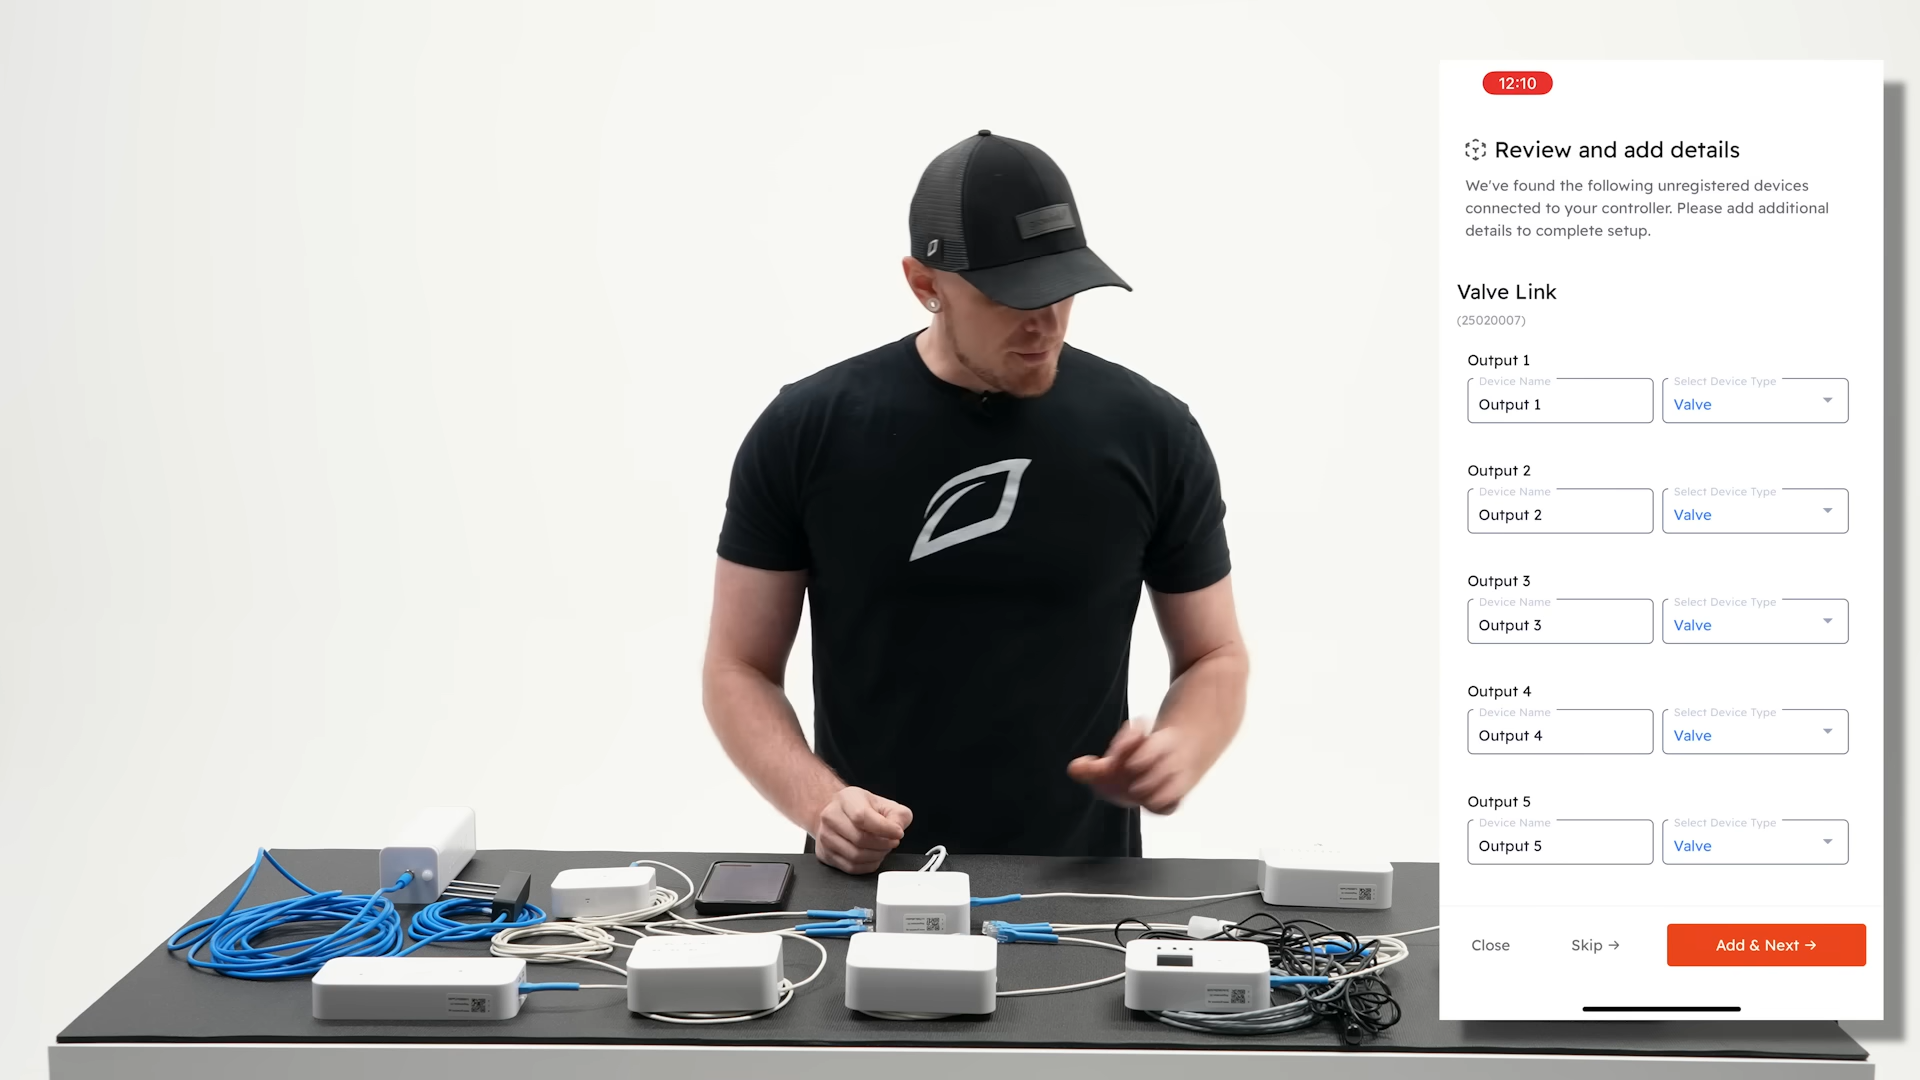 12:10
Review and add details
We've found the following unregistered devices
connected to your controller. Please add additional
details to complete setup.
Valve Link
(25020007)
Output 1
Device Name
Select Device Type
Output 1
Valve
Output 2
Device Name
Select Device Type
Output 2
Valve
Output 3
Device Name
Select Device Type
Output 3
Valve
Output 4
Device Name
Select Device Type
Output 4
Valve
Output 5
Device Name
Select Device Type
Output 5
Valve
Close
Skip →
Add & Next →